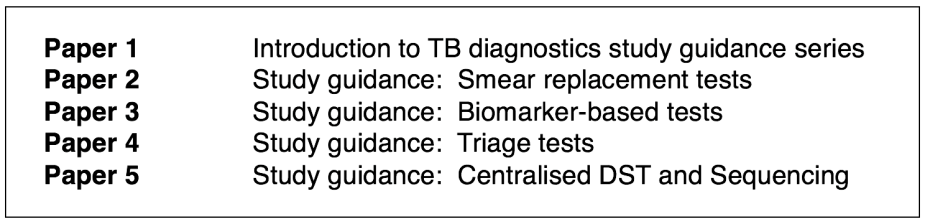 Paper 1 Introduction to TB diagnostics study guidance series
Paper 2 Study guidance: Smear replacement tests
Paper 3 Study guidance: Biomarker-based tests
Paper 4 Study guidance: Triage tests
Paper 5 Study guidance: Centralised DST and Sequencing